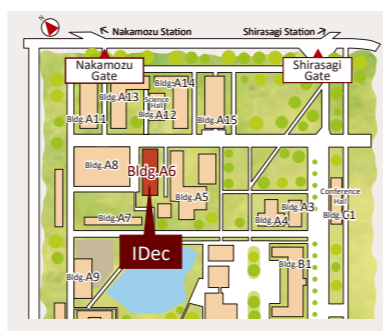 N
Nakamozu Station
Shirasagi Station
Nakamozu
Gate
Shirasagi
Gate
Bldg.A14
Bldg.A13
Science
Hall
Bldg.A11
Bldg.A12
Bldg.A15
Bldg.A8
Bldg.A6
Bldg.A5
Conference
Hall
Bldg.C1
Bldg.A3
Bldg.A4
Bldg.A7
IDec
Bldg.A9
Bldg.B1